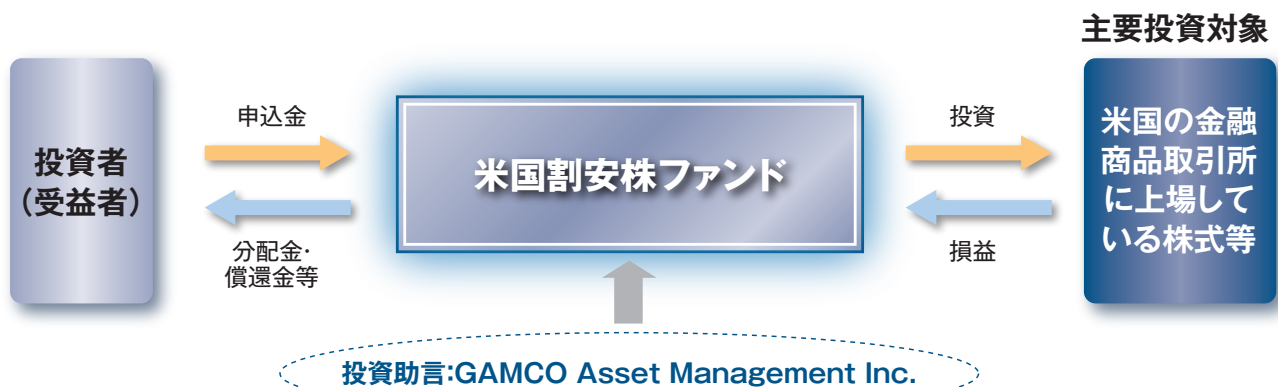 主要投資対象
投資者
(受益者)
申込金
分配金・
償還金等
米国割安株ファンド
投資
損益
米国の金融
商品取引所
に上場して
いる株式等
投資助言:GAMCO Asset Management Inc.